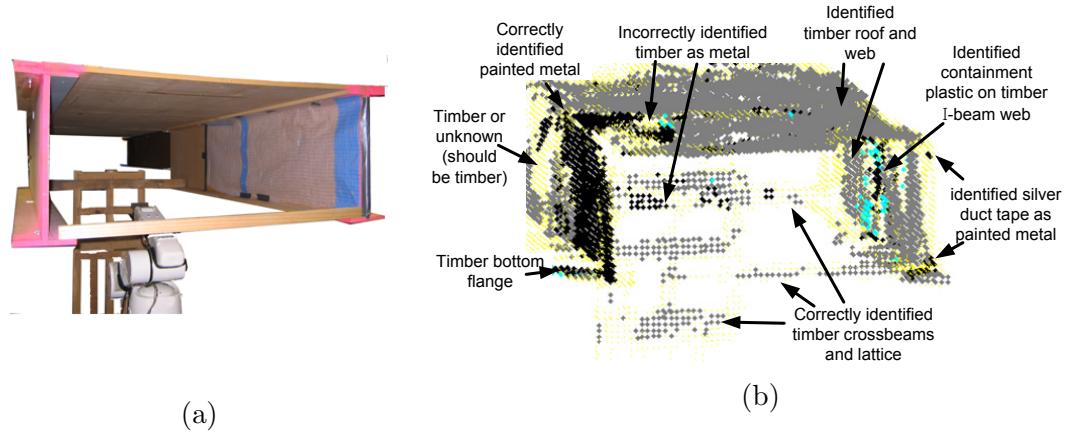 Correctly
identified
painted metal
Incorrectly identified
timber as metal
Identified
timber roof and
web
Identified
containment
plastic on timber
I-beam web
Timber or
unknown
(should
be timber)
identified silver
duct tape as
painted metal
Timber bottom
flange
Correctly identified
timber crossbeams
and lattice
(a)
(b)